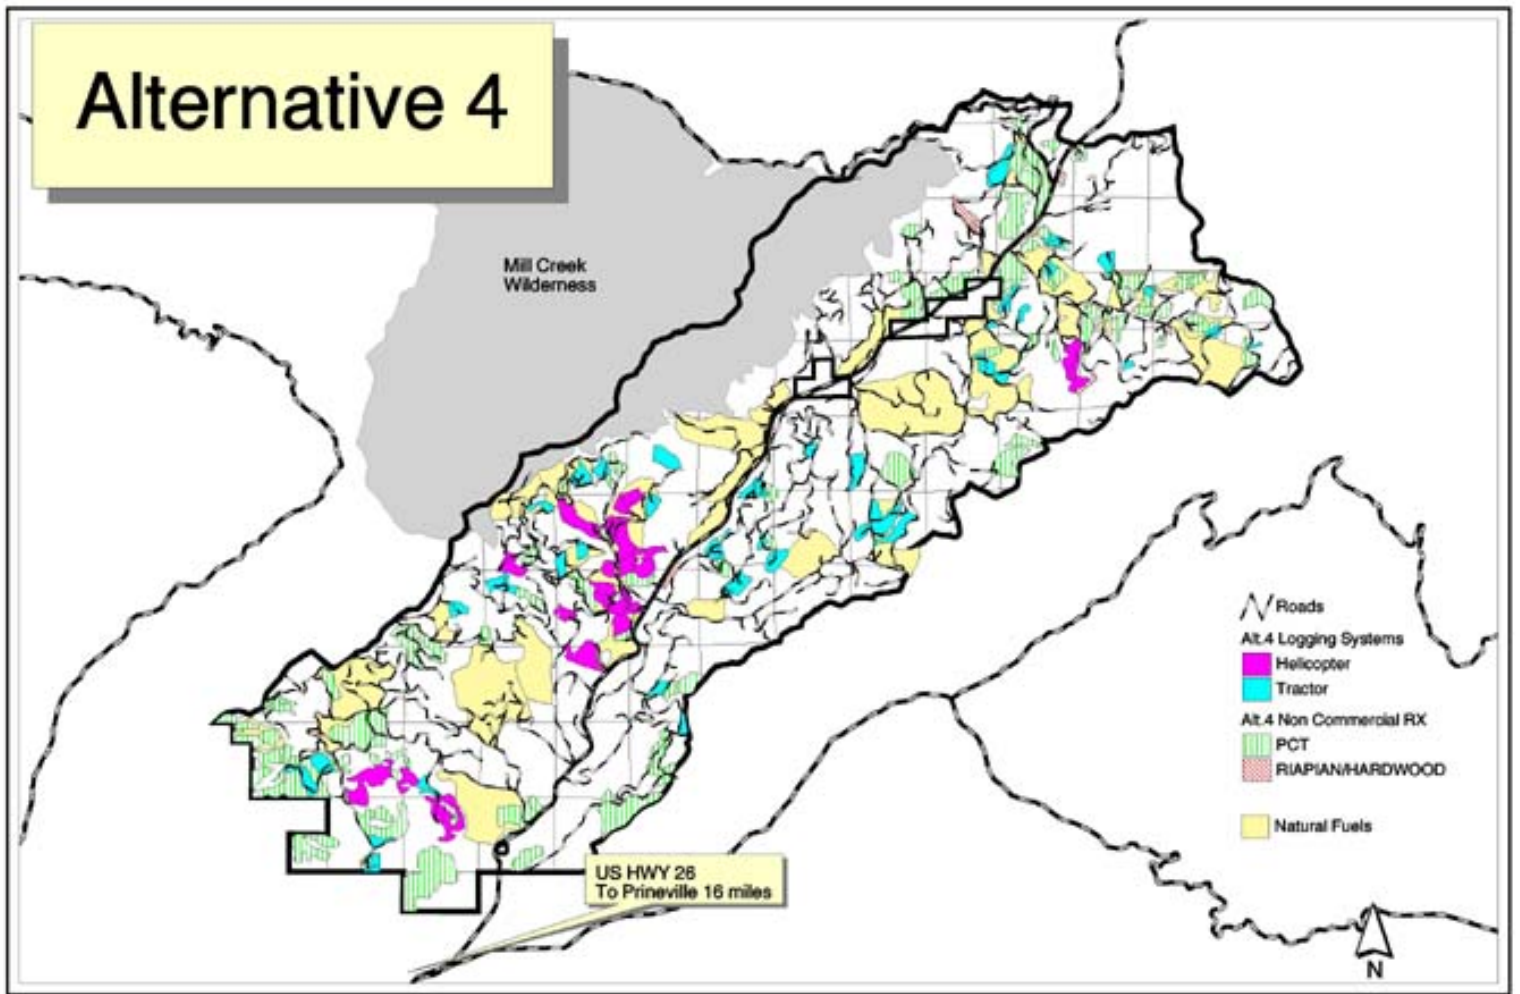 Alternative 4
Mill Creek
Wilderness
Roads
Alt.4 Logging Systems
Helicopter
Tractor
Alt.4 Non Commercial RX
PCT
RIAPIAN/HARDWOOD
Natural Fuels
US HWY 26
To Prineville 16 miles
N